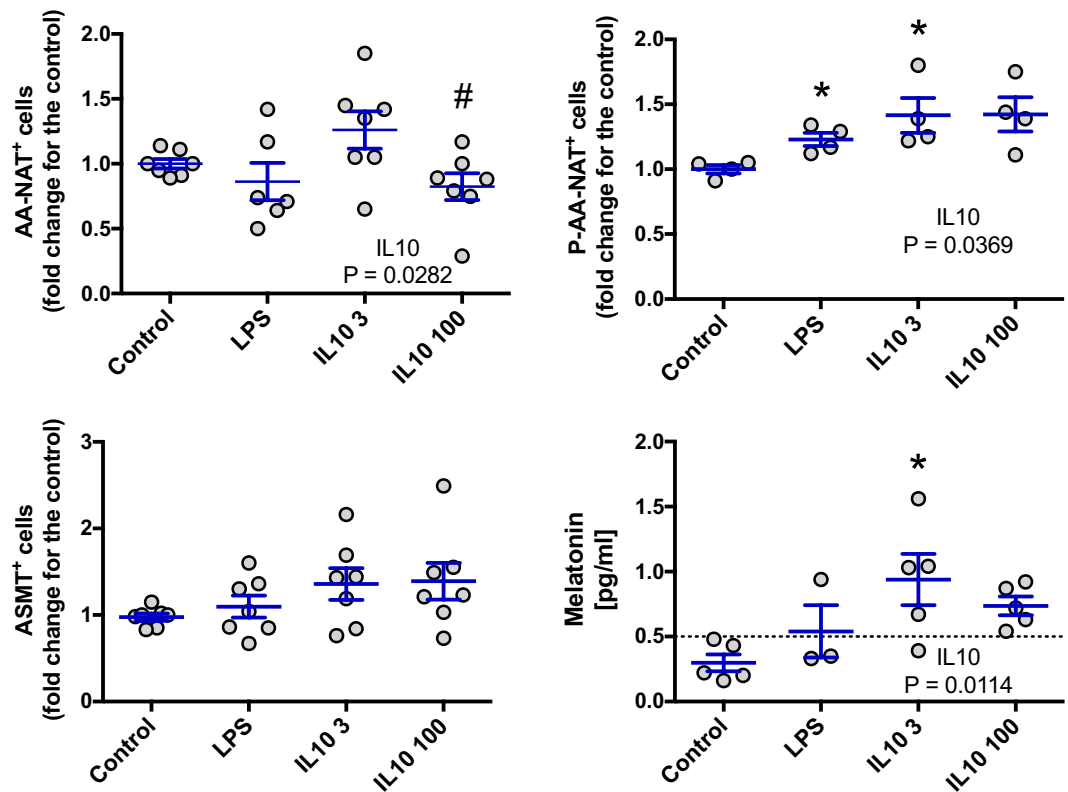 AA-NAT⁺ cells
(fold change for the control)
2.0
1.5
1.0
0.5
0.0
#
IL10
P = 0.0282
Control
LPS
IL10 3
IL10 100
P-AA-NAT⁺ cells
(fold change for the control)
2.0
1.5
1.0
0.5
0.0
*
*
IL10
P = 0.0369
Control
LPS
IL10 3
IL10 100
ASMT⁺ cells
(fold change for the control)
3
2
1
0
Control
LPS
IL10 3
IL10 100
Melatonin
[pg/ml]
2.0
1.5
1.0
0.5
0.0
*
IL10
P = 0.0114
Control
LPS
IL10 3
IL10 100